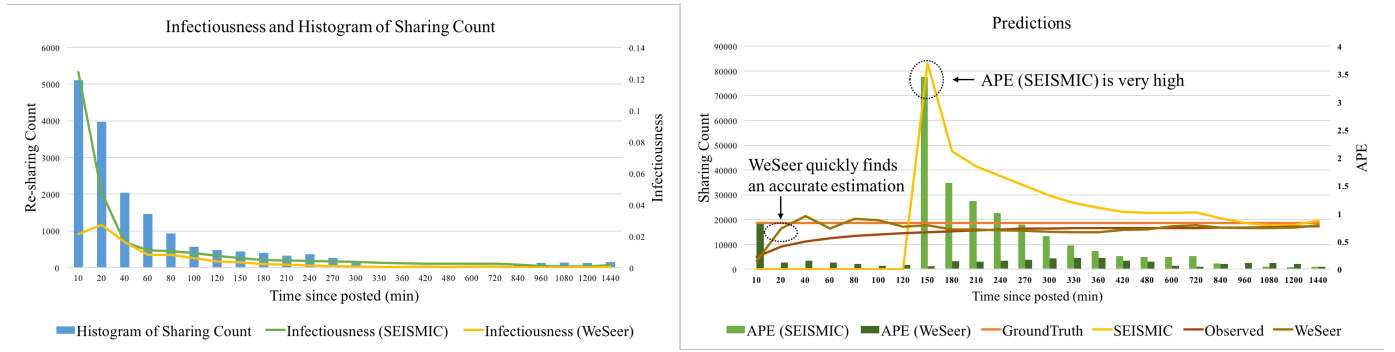 Infectiousness and Histogram of Sharing Count
6000
5000
4000
3000
2000
1000
0
Re-sharing Count
0.14
0.12
0.1
0.08
0.06
0.04
0.02
0
Infectiousness
10 20 40 60 80 100 120 150 180 210 240 270 300 330 360 420 480 600 720 840 960 1080 1200 1440
Time since posted (min)
Histogram of Sharing Count Infectiousness (SEISMIC) Infectiousness (WeSeer)
Predictions
90000
80000
70000
60000
50000
40000
30000
20000
10000
0
Sharing Count
4
3.5
3
2.5
2
1.5
1
0.5
0
APE
APE (SEISMIC) is very high
WeSeer quickly finds
an accurate estimation
10 20 40 60 80 100 120 150 180 210 240 270 300 330 360 420 480 600 720 840 960 1080 1200 1440
Time since posted (min)
APE (SEISMIC) APE (WeSeer) GroundTruth SEISMIC Observed WeSeer